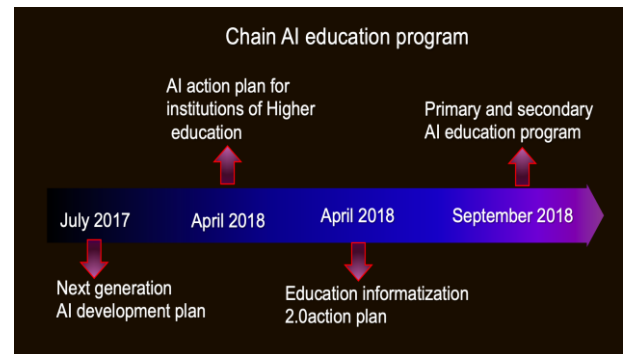 Chain AI education program
AI action plan for
institutions of Higher
education
Primary and secondary
AI education program
July 2017
April 2018
April 2018
September 2018
Next generation
AI development plan
Education informatization
2.0action plan